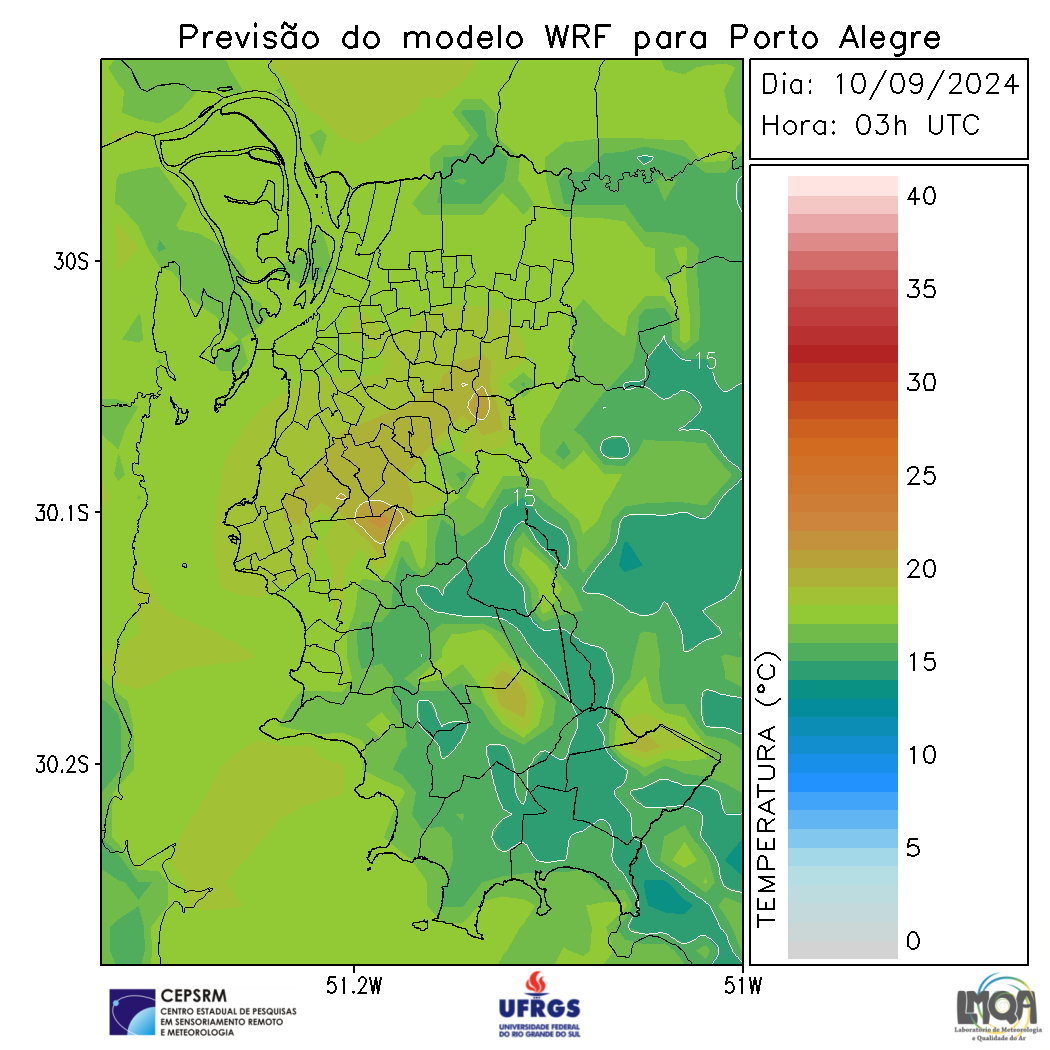 Previsão do modelo WRF para Porto Alegre
Dia: 10/09/2024
Hora: 03h UTC
40
35
30
25
20
15
10
5
0
TEMPERATURA (°C)
30S
30.1S
30.2S
15
15
51.2W
51W
CEPSRM
CENTRO ESTADUAL DE PESQUISAS
EM SENSORIAMENTO REMOTO
E METEOROLOGIA
UFRGS
UNIVERSIDADE FEDERAL
DO RIO GRANDE DO SUL
LMQA
Laboratório de Meteorologia
e Qualidade do Ar